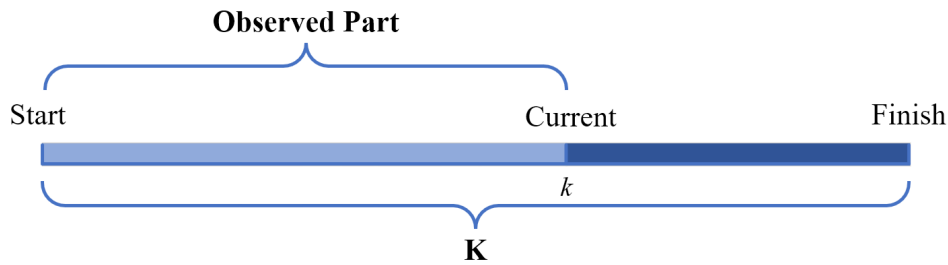 Observed Part
Start
Current
Finish
k
K